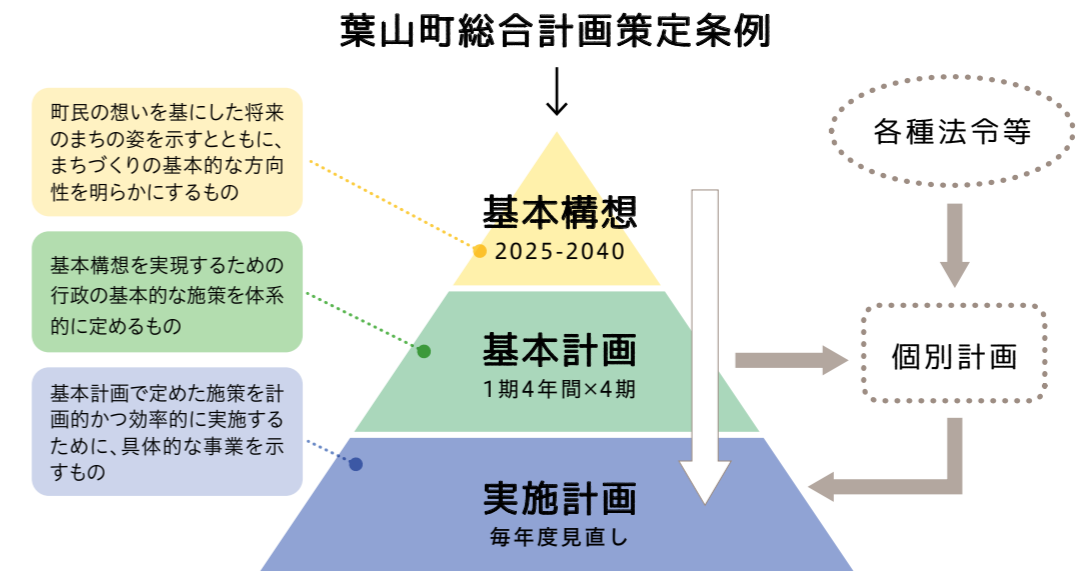 葉山町総合計画策定条例
町民の想いを基にした将来
のまちの姿を示すとともに、
まちづくりの基本的な方向
性を明らかにするもの
基本構想を実現するための
行政の基本的な施策を体系
的に定めるもの
基本計画で定めた施策を計
画的かつ効率的に実施する
ために、具体的な事業を示
すもの
基本構想
2025-2040
基本計画
1期4年間×4期
実施計画
毎年度見直し
各種法令等
個別計画